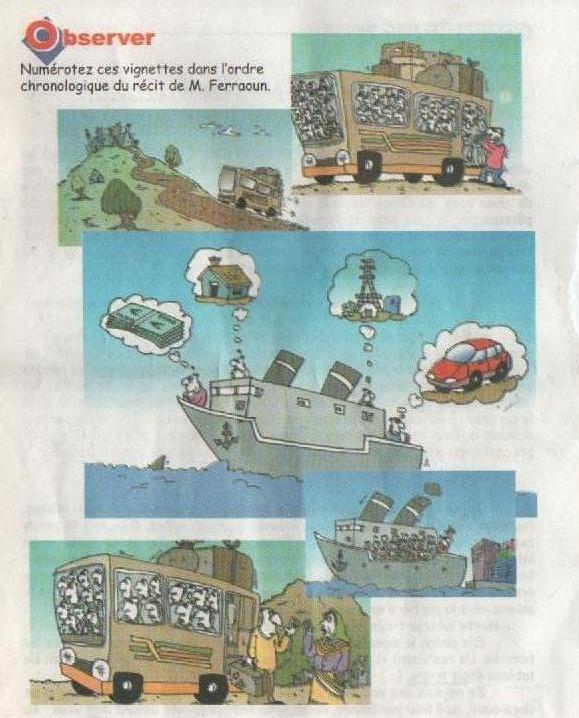 Observer
Numérotez ces vignettes dans l'ordre
chronologique du récit de M. Ferraoun.